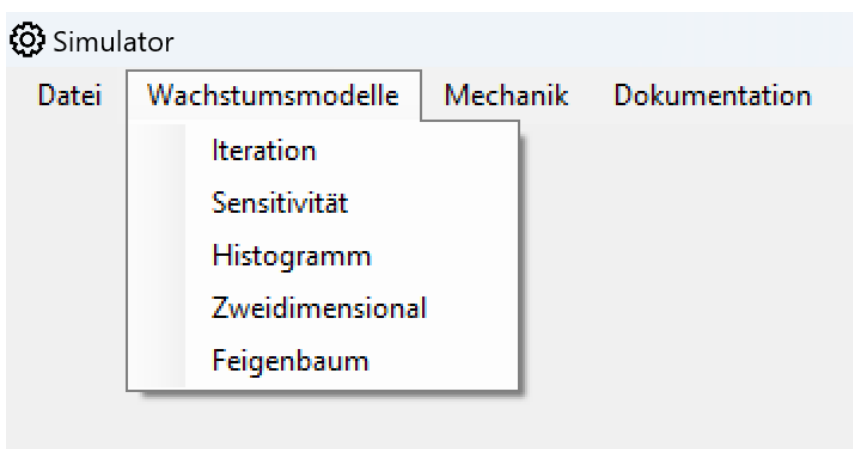 Simulator
Datei Wachstumsmodelle Mechanik Dokumentation
Iteration
Sensitivität
Histogramm
Zweidimensional
Feigenbaum